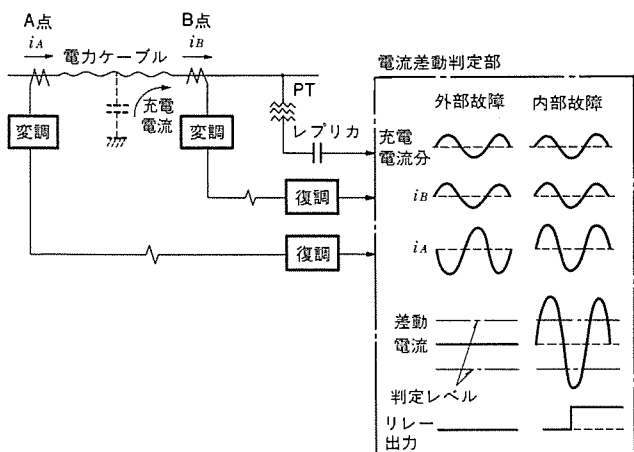 A点
iA
B点
iB
電力ケーブル
充電
電流
変調
変調
PT
レプリカ
復調
復調
電流差動判定部
外部故障
内部故障
充電
電流分
iB
iA
差動
電流
判定レベル
リレー
出力